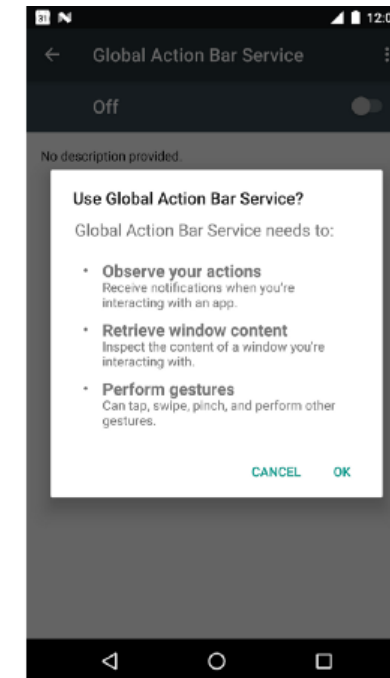 31 N 12:0
Global Action Bar Service
Off
No description provided.
Use Global Action Bar Service?
Global Action Bar Service needs to:
• Observe your actions
Receive notifications when you're
interacting with an app.
• Retrieve window content
Inspect the content of a window you're
interacting with.
• Perform gestures
Can tap, swipe, pinch, and perform other
gestures.
CANCEL OK